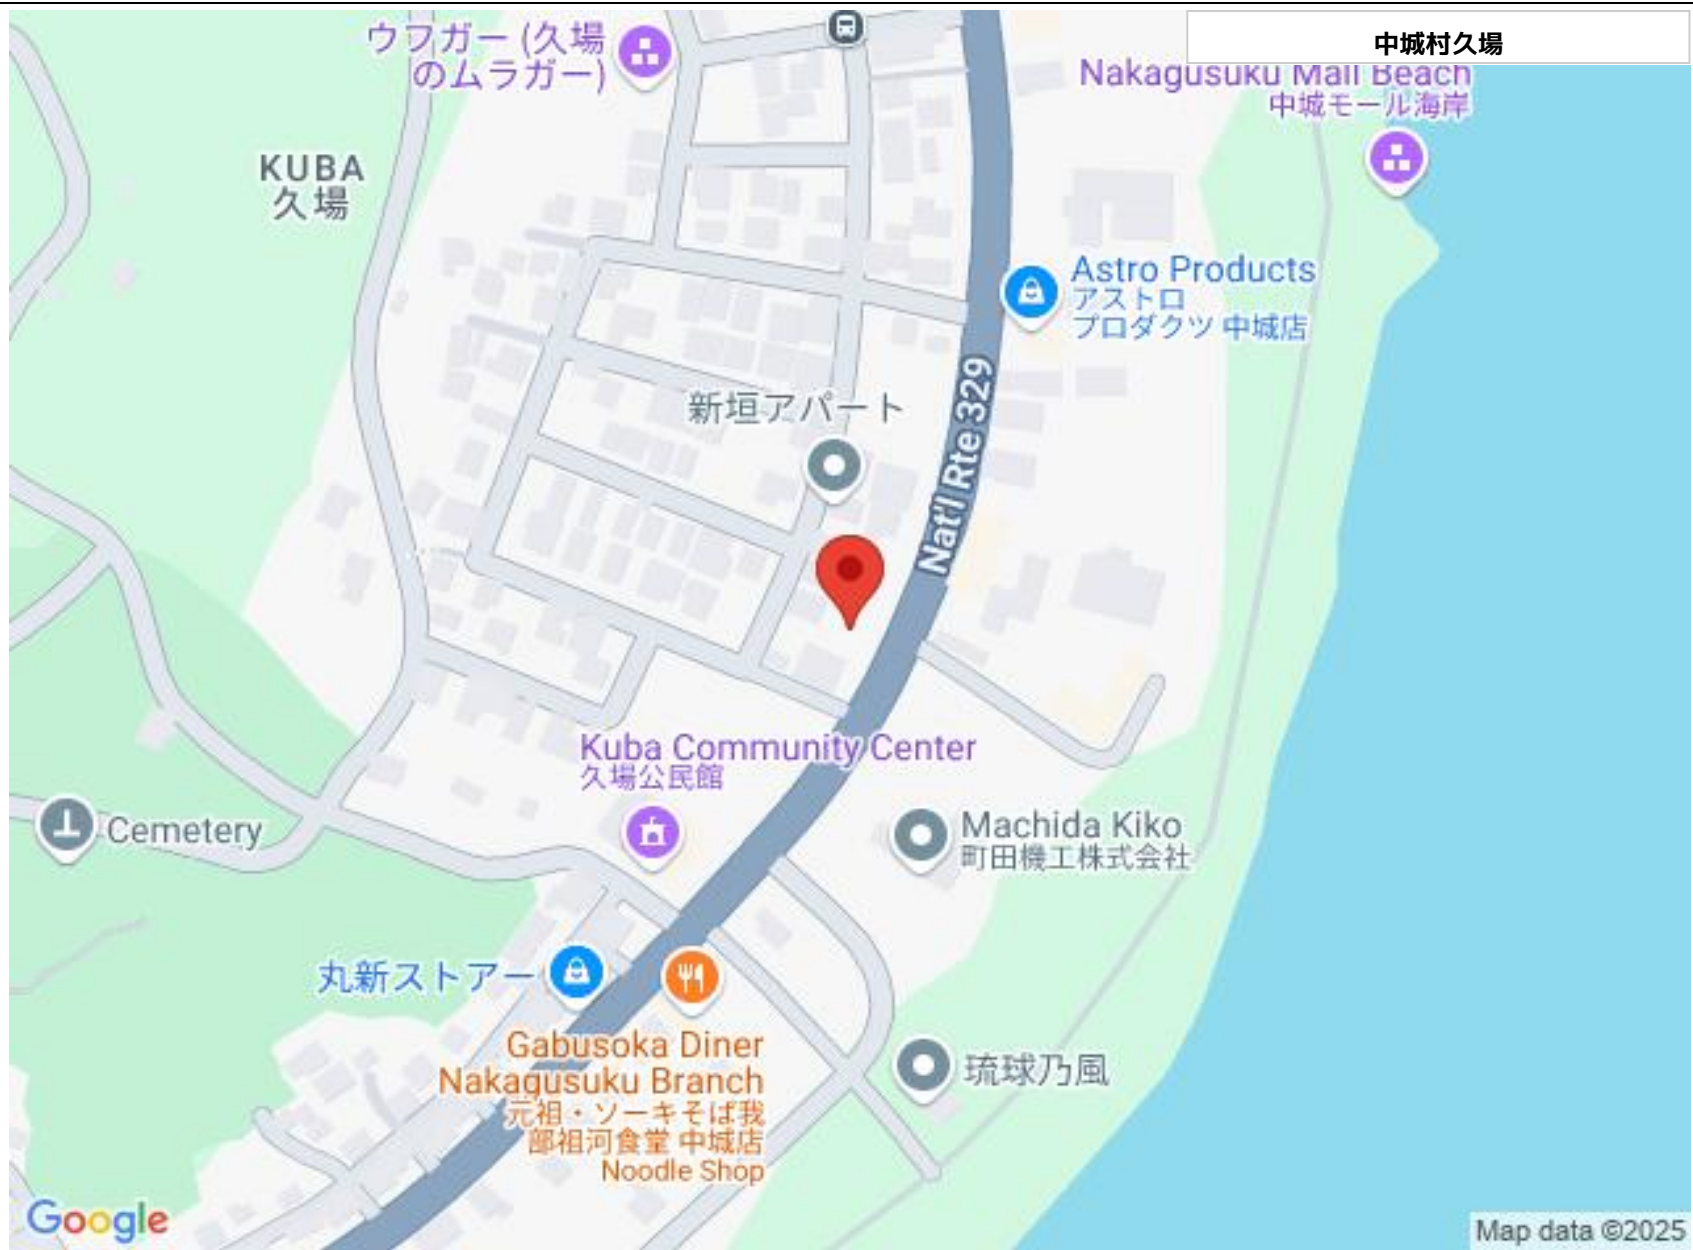 中城村久場
ウフガー (久場
のムラガー)
Nakagusuku Mall Beach
中城モール海岸
KUBA
久場
Astro Products
アストロ
プロダクツ 中城店
新垣アパート
Nat'l Rte 329
Kuba Community Center
久場公民館
Cemetery
Machida Kiko
町田機工株式会社
丸新ストアー
Gabusoka Diner
Nakagusuku Branch
元祖・ソーキそば我
部祖河食堂 中城店
Noodle Shop
琉球乃風
Google
Map data ©2025